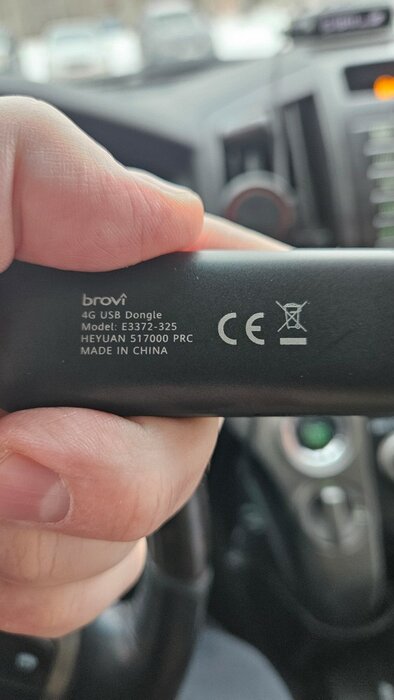 brovi
4G USB Dongle
Model: E3372-325
HEYUAN 517000 PRC
MADE IN CHINA
CE